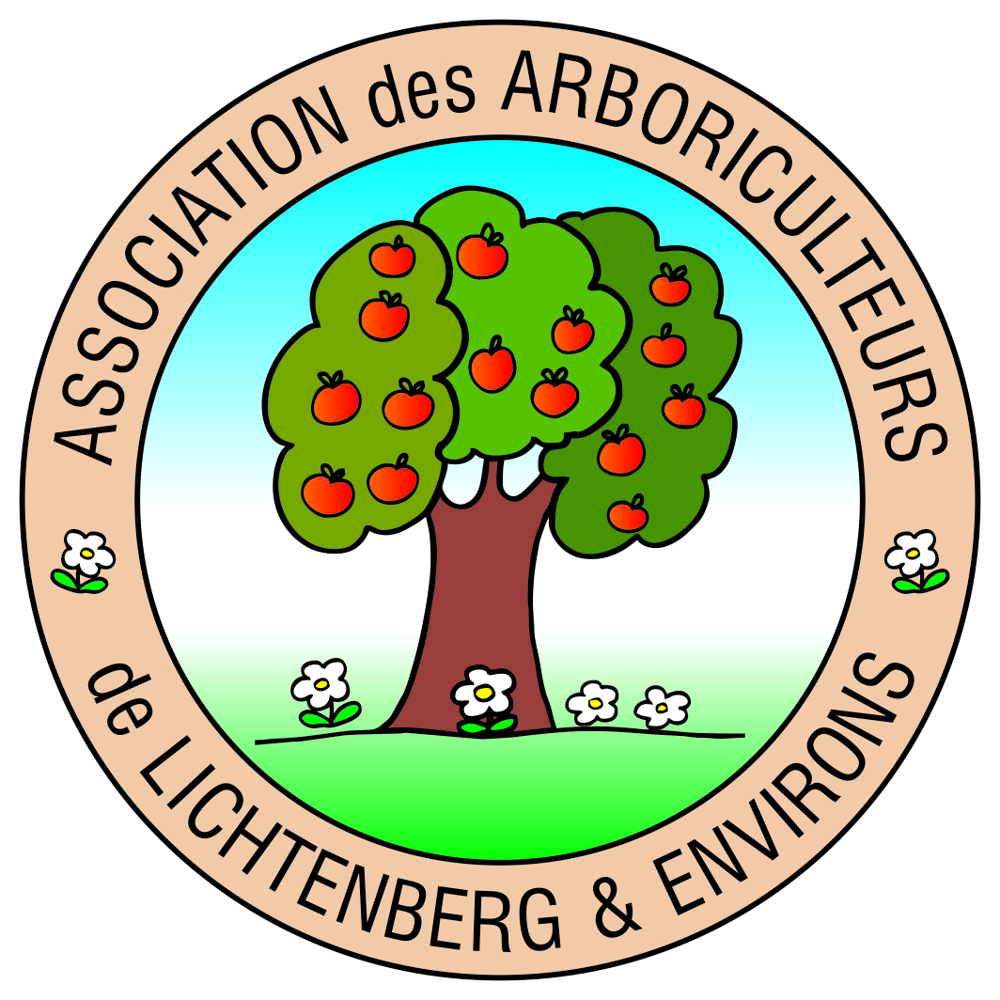 ASSOCIATION des ARBORICULTEURS
de LICHTENBERG & ENVIRONS